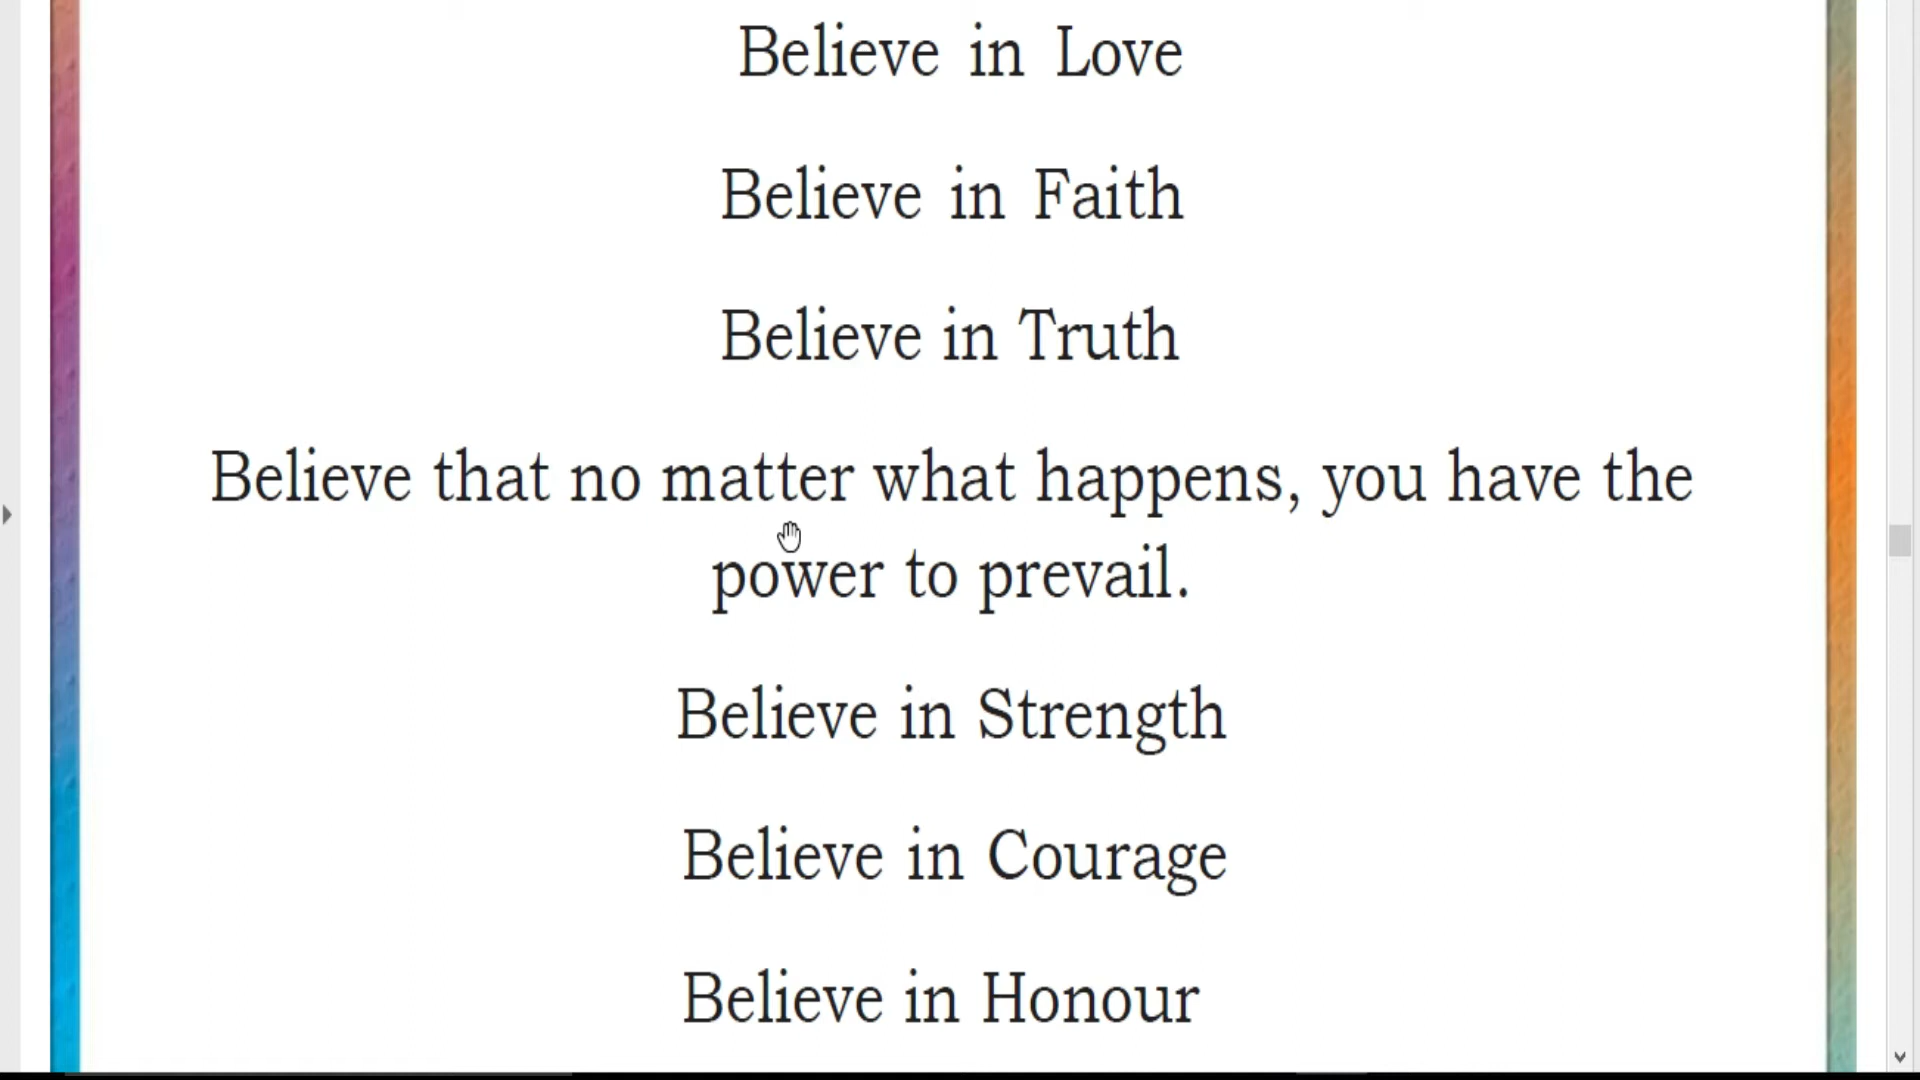 Believe in Love
Believe in Faith
Believe in Truth
Believe that no matter what happens, you have the
power to prevail.
Believe in Strength
Believe in Courage
Believe in Honour